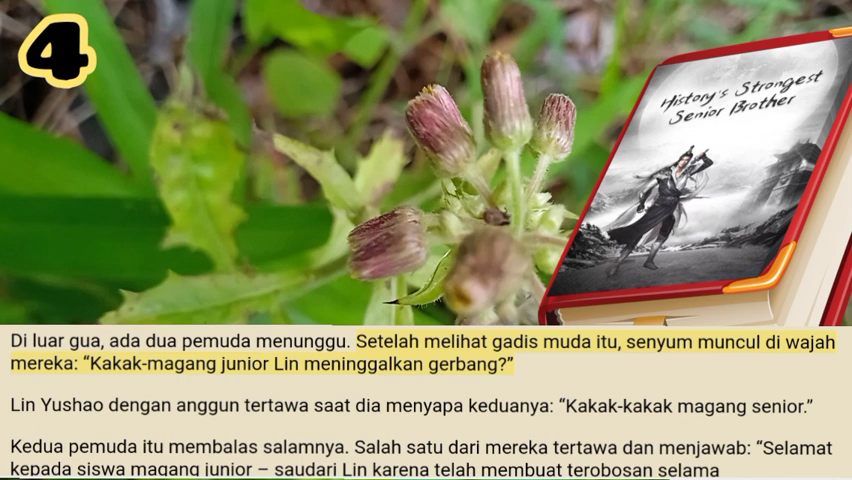 4
History's Strongest
Senior Brother
Di luar gua, ada dua pemuda menunggu. Setelah melihat gadis muda itu, senyum muncul di wajah
mereka: “Kakak-magang junior Lin meninggalkan gerbang?”
Lin Yushao dengan anggun tertawa saat dia menyapa keduanya: “Kakak-kakak magang senior.”
Kedua pemuda itu membalas salamnya. Salah satu dari mereka tertawa dan menjawab: “Selamat
kepada siswa magang junior – saudari Lin karena telah membuat terobosan selama